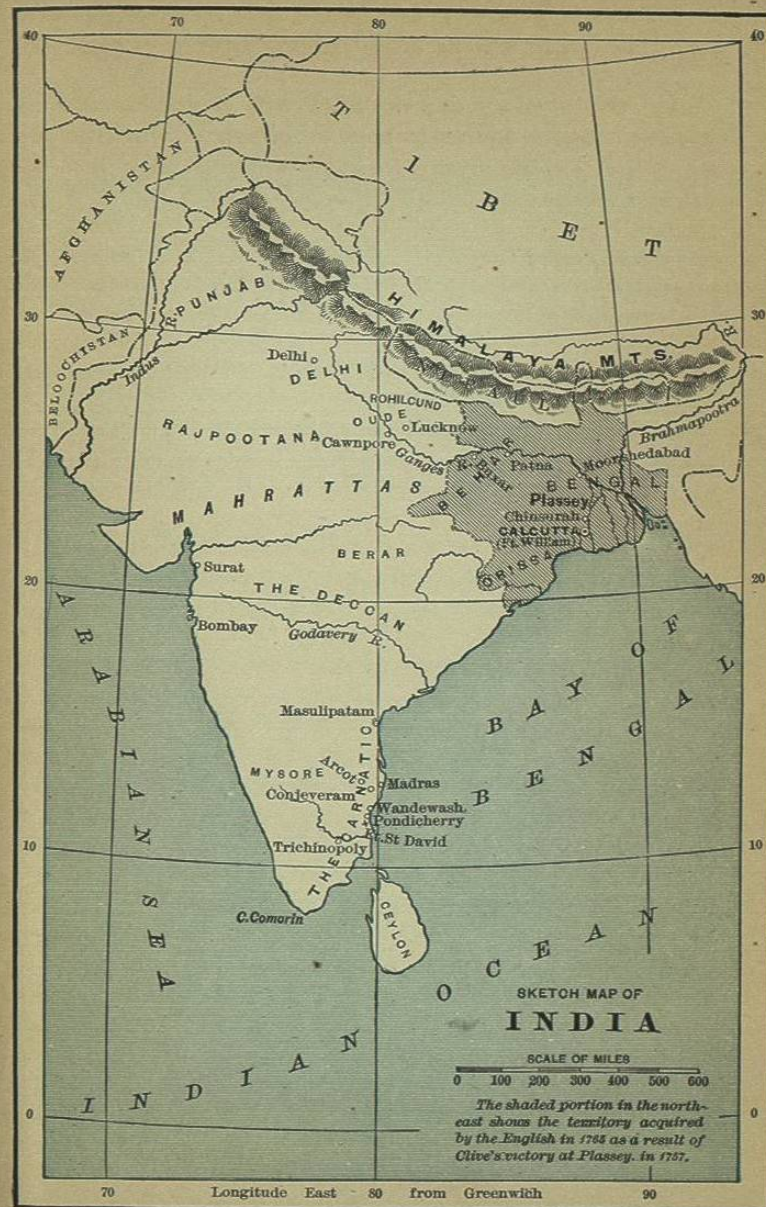 70 80 90
40 40
TIBET
AFGHANISTAN
R. PUNJAB
HIMALAYA MTS.
30 30
BELOOCHISTAN
Indus
Delhi
DELHI
NEPAUL
R.
ROHILCUND
OUDE
Lucknow
Brahmapootra
RAJPOOTANA
Cawnpore
Ganges R.
Buxar
Patna
Moorshedabad
BEHAR
BENGAL
MAHRATTAS
Plassey
Chinsurah
CALCUTTA
(Ft. William)
BERAR
ORISSA
Surat
20 20
THE DECCAN
Bombay
Godavery R.
ARABIAN SEA
BAY OF
BENGAL
Masulipatam
THE CARNATIC
MYSORE
Arcot
Madras
Conjeveram
Wandewash
Pondicherry
Ft. St David
Trichinopoly
10 10
C. Comorin
CEYLON
INDIAN OCEAN
SKETCH MAP OF
INDIA
SCALE OF MILES
0 100 200 300 400 500 600
The shaded portion in the north-
east shows the territory acquired
by the English in 1765 as a result of
Clive's victory at Plassey. in 1757.
0 0
70 Longitude East 80 from Greenwich 90